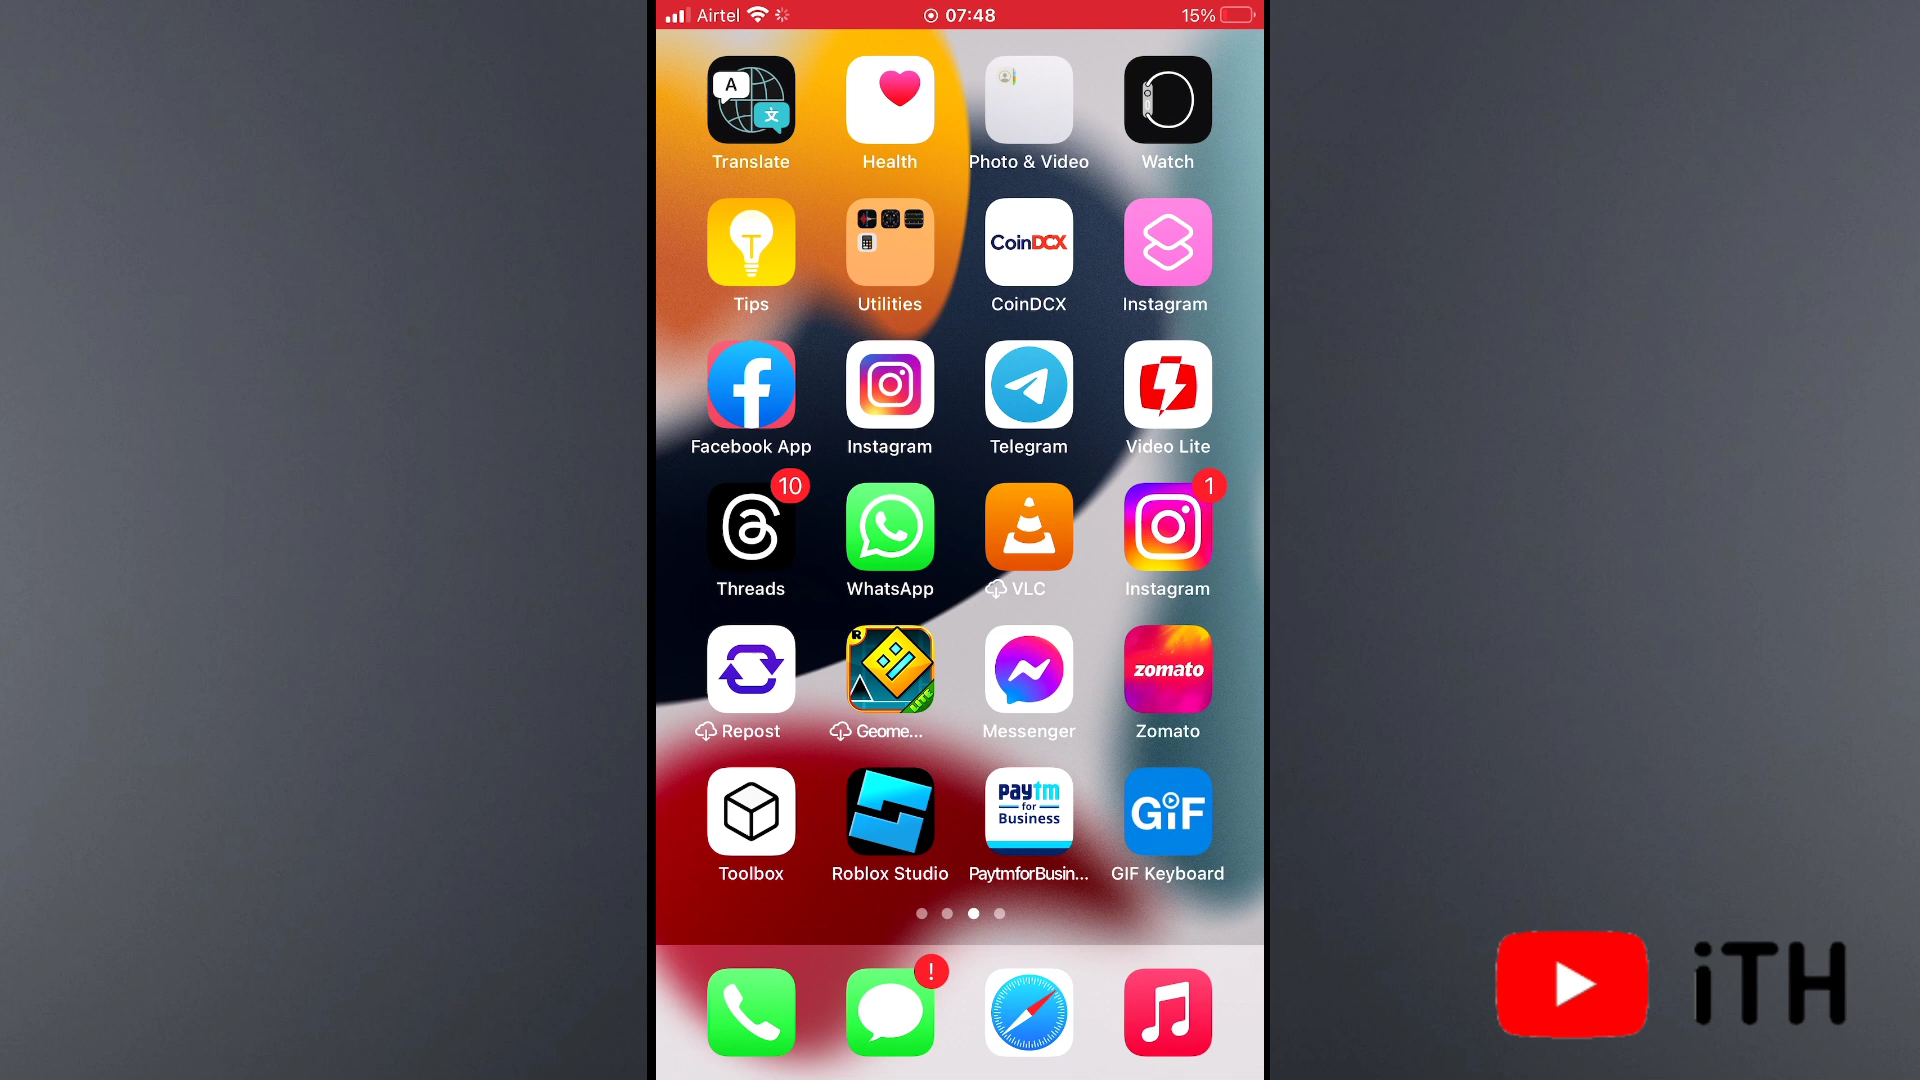 Airtel 07:48 15%
A
文
Translate Health Photo & Video Watch
CoinDCX
Tips Utilities CoinDCX Instagram
Facebook App Instagram Telegram Video Lite
10 1
Threads WhatsApp VLC Instagram
R
LITE
zomato
Repost Geome... Messenger Zomato
paytm
for
Business
GIF
Toolbox Roblox Studio PaytmforBusin... GIF Keyboard
!
iTH